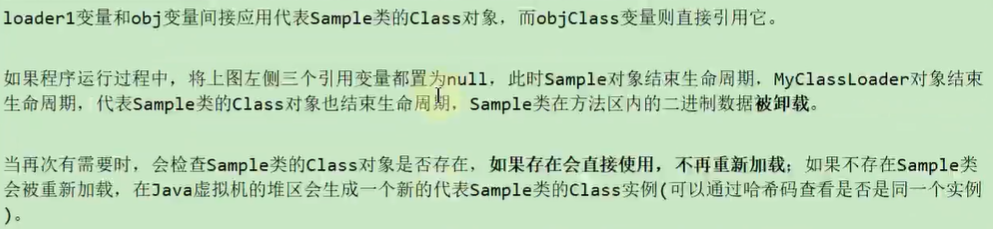 loader1变量和obj变量间接应用代表Sample类的Class对象，而objClass变量则直接引用它。
如果程序运行过程中，将上图左侧三个引用变量都置为null，此时Sample对象结束生命周期，MyClassLoader对象结束
生命周期，代表Sample类的Class对象也结束生命周期，Sample类在方法区内的二进制数据被卸载。
当再次有需要时，会检查Sample类的Class对象是否存在，如果存在会直接使用，不再重新加载；如果不存在Sample类
会被重新加载，在Java虚拟机的堆区会生成一个新的代表Sample类的Class实例(可以通过哈希码查看是否是同一个实例
)。